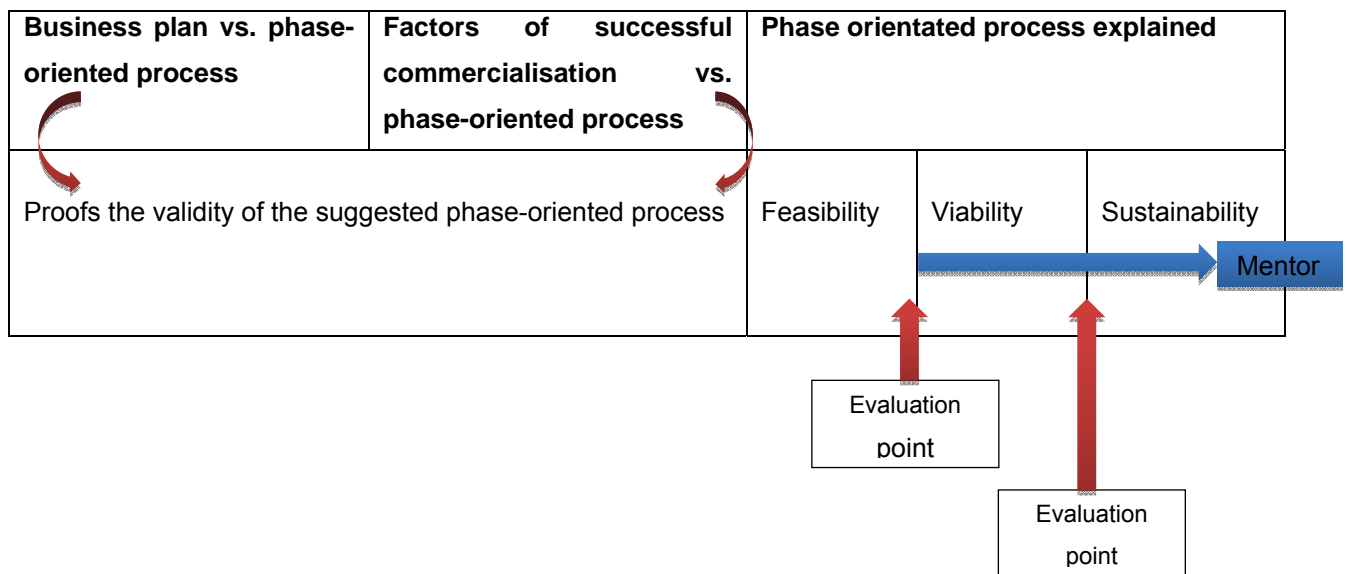 Business plan vs. phase-
oriented process
Factors of successful
commercialisation vs.
phase-oriented process
Phase orientated process explained
Proofs the validity of the suggested phase-oriented process
Feasibility
Viability
Sustainability
Mentor
Evaluation
point
Evaluation
point